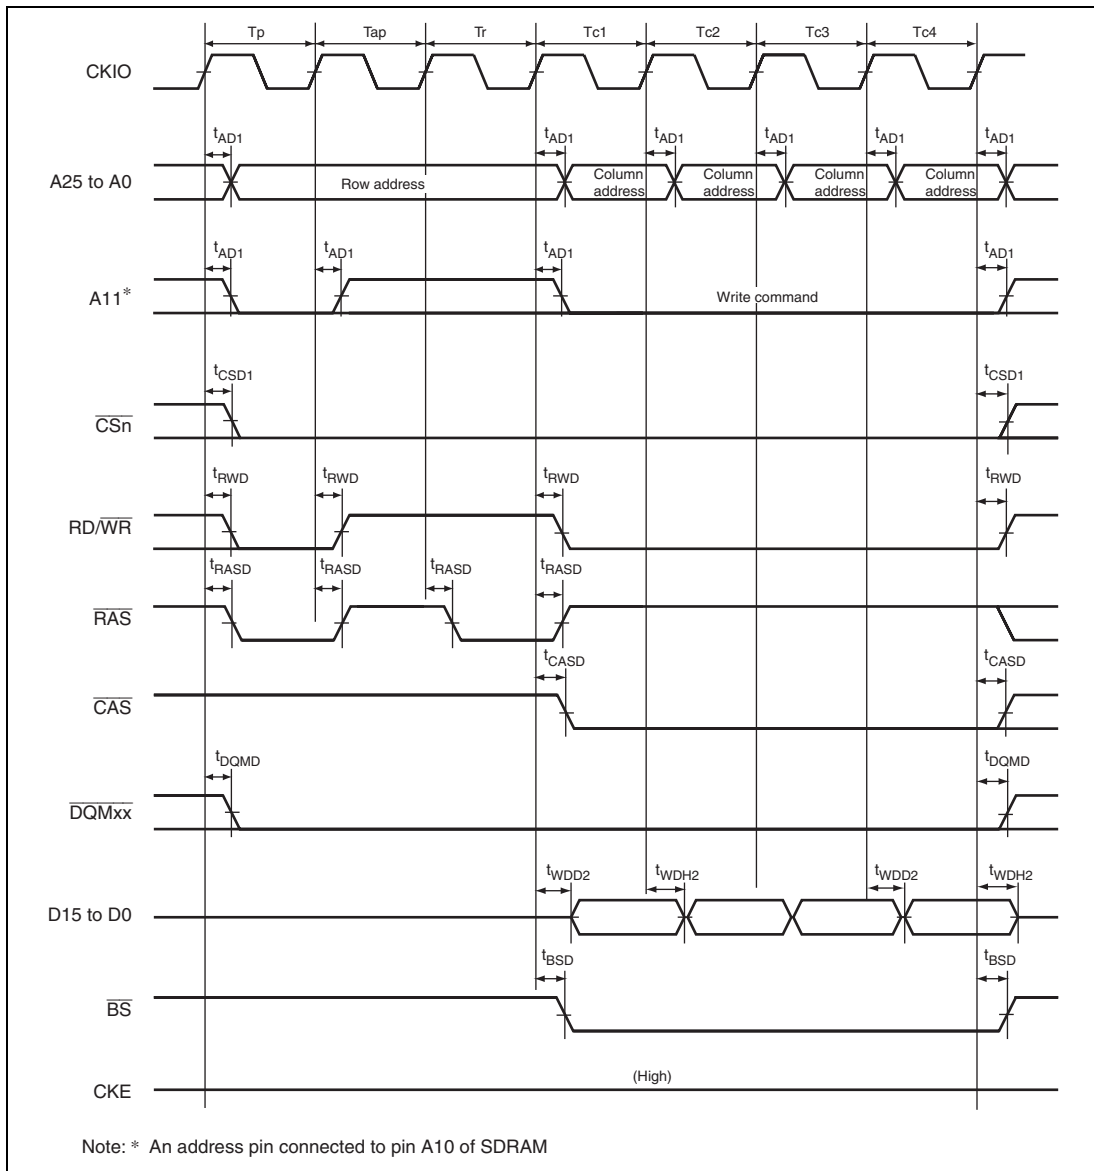 Tp Tap Tr Tc1 Tc2 Tc3 Tc4
CKIO
tAD1 tAD1 tAD1 tAD1 tAD1 tAD1
A25 to A0
Row address
Column address
Column address
Column address
Column address
tAD1 tAD1 tAD1 tAD1
A11*
Write command
tCSD1 tCSD1
CSn
tRWD tRWD tRWD tRWD
RD/WR
tRASD tRASD tRASD tRASD
RAS
tCASD tCASD
CAS
tDQMD tDQMD
DQMxx
tWDD2 tWDH2 tWDD2 tWDH2
D15 to D0
tBSD tBSD
BS
(High)
CKE
Note: * An address pin connected to pin A10 of SDRAM